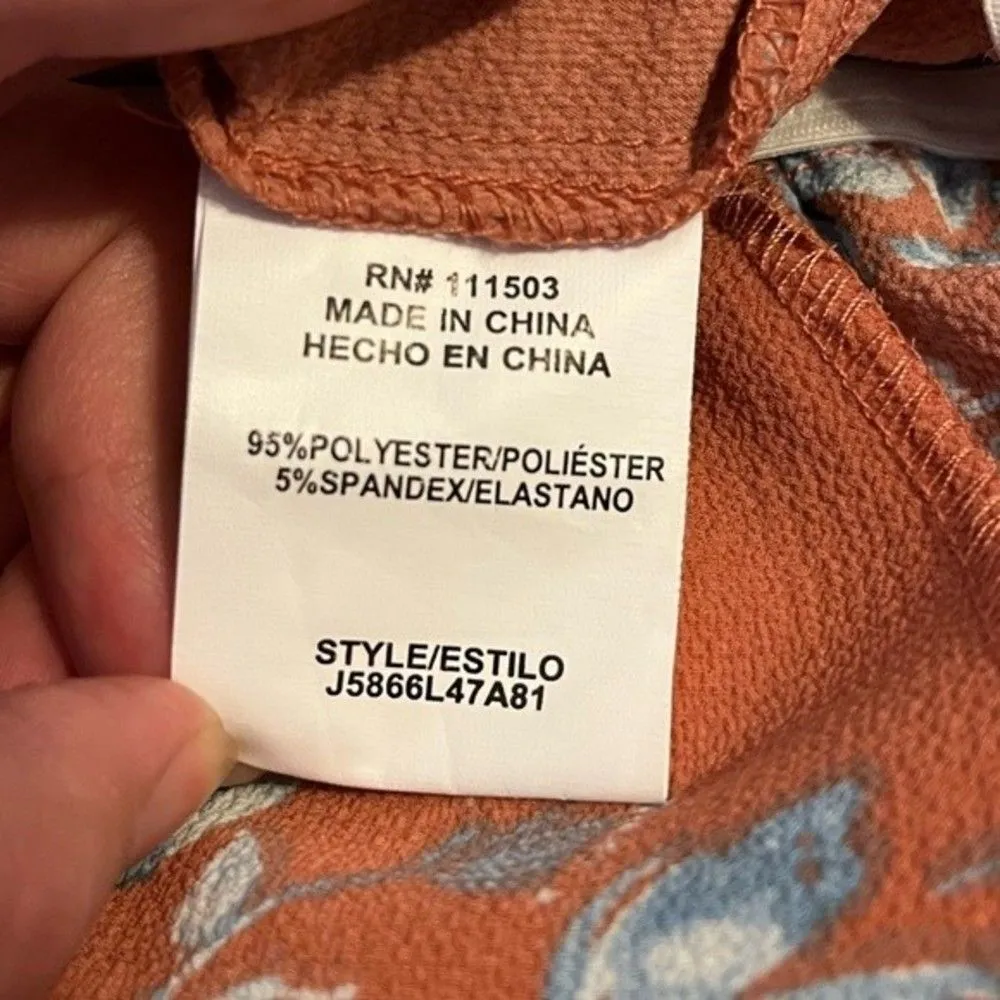 RN# 111503
MADE IN CHINA
HECHO EN CHINA
95%POLYESTER/POLIÉSTER
5%SPANDEX/ELASTANO
STYLE/ESTILO
J5866L47A81